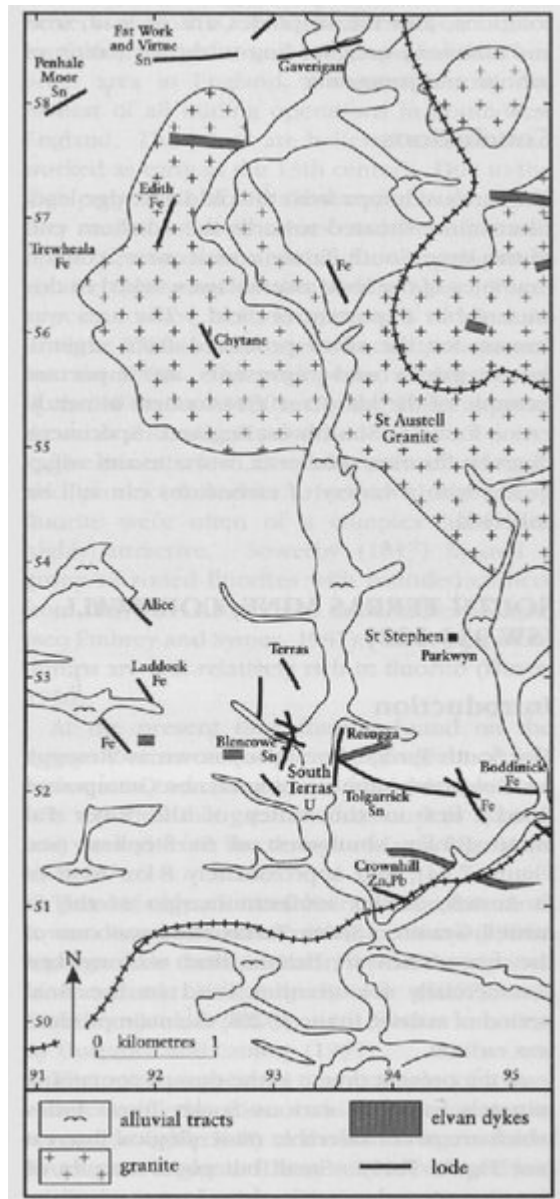 Fat Work
and Virtue
Sn
Penhale
Moor
Sn
Gaverigan
58
Edith
Fe
57
Trewheala
Fe
Fe
56
Chytane
St Austell
Granite
55
54
Alice
St Stephen
Parkwyn
Terras
53
Laddock
Fe
Fe
Blencowe
Sn
Resugga
South
Terras
U
Tolgarrick
Sn
Boddinick
Fe
Fe
52
Crownhill
Zn,Pb
51
N
50
0 kilometres 1
91 92 93 94 95
alluvial tracts
elvan dykes
granite
lode